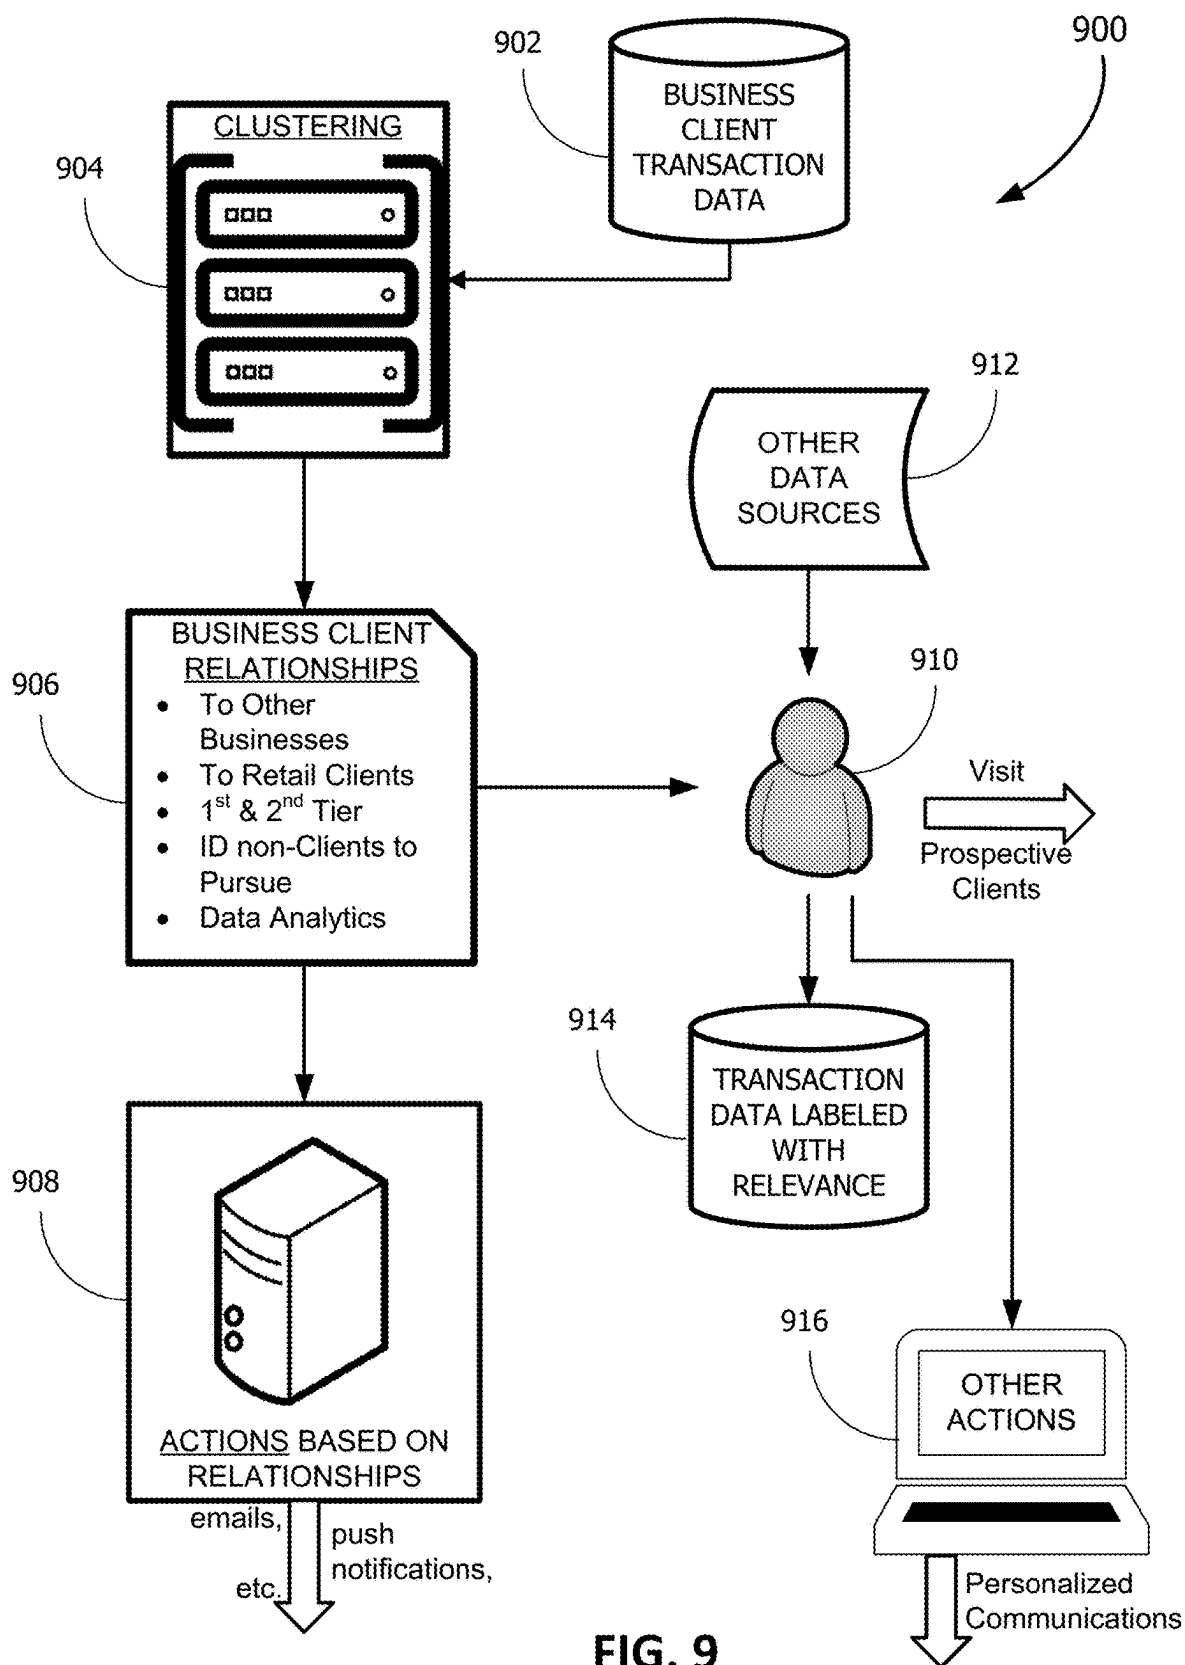 900
902
BUSINESS
CLIENT
TRANSACTION
DATA
CLUSTERING
904
912
OTHER
DATA
SOURCES
BUSINESS CLIENT
RELATIONSHIPS
906
• To Other
Businesses
• To Retail Clients
• 1st & 2nd Tier
• ID non-Clients to
Pursue
• Data Analytics
910
Visit
Prospective
Clients
914
TRANSACTION
DATA LABELED
WITH
RELEVANCE
908
ACTIONS BASED ON
RELATIONSHIPS
emails,
push
notifications,
etc.
916
OTHER
ACTIONS
Personalized
Communications
FIG. 9